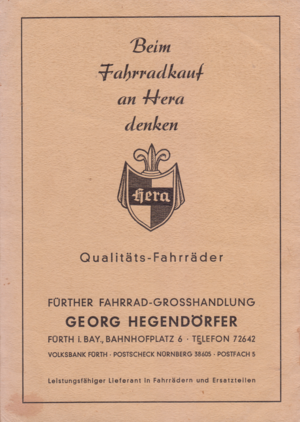 Beim
Fahrradkauf
an Hera
denken
Hera
Qualitäts-Fahrräder
FÜRTHER FAHRRAD-GROSSHANDLUNG
GEORG HEGENDÖRFER
FÜRTH I. BAY., BAHNHOFPLATZ 6 · TELEFON 72642
VOLKSBANK FÜRTH · POSTSCHECK NÜRNBERG 38605 · POSTFACH 5
Leistungsfähiger Lieferant in Fahrrädern und Ersatzteilen